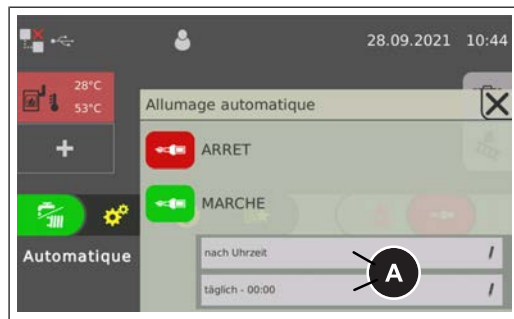 28.09.2021 10:44
28°C
53°C
Allumage automatique
+
ARRET
MARCHE
Automatique
nach Uhrzeit
täglich - 00:00
A